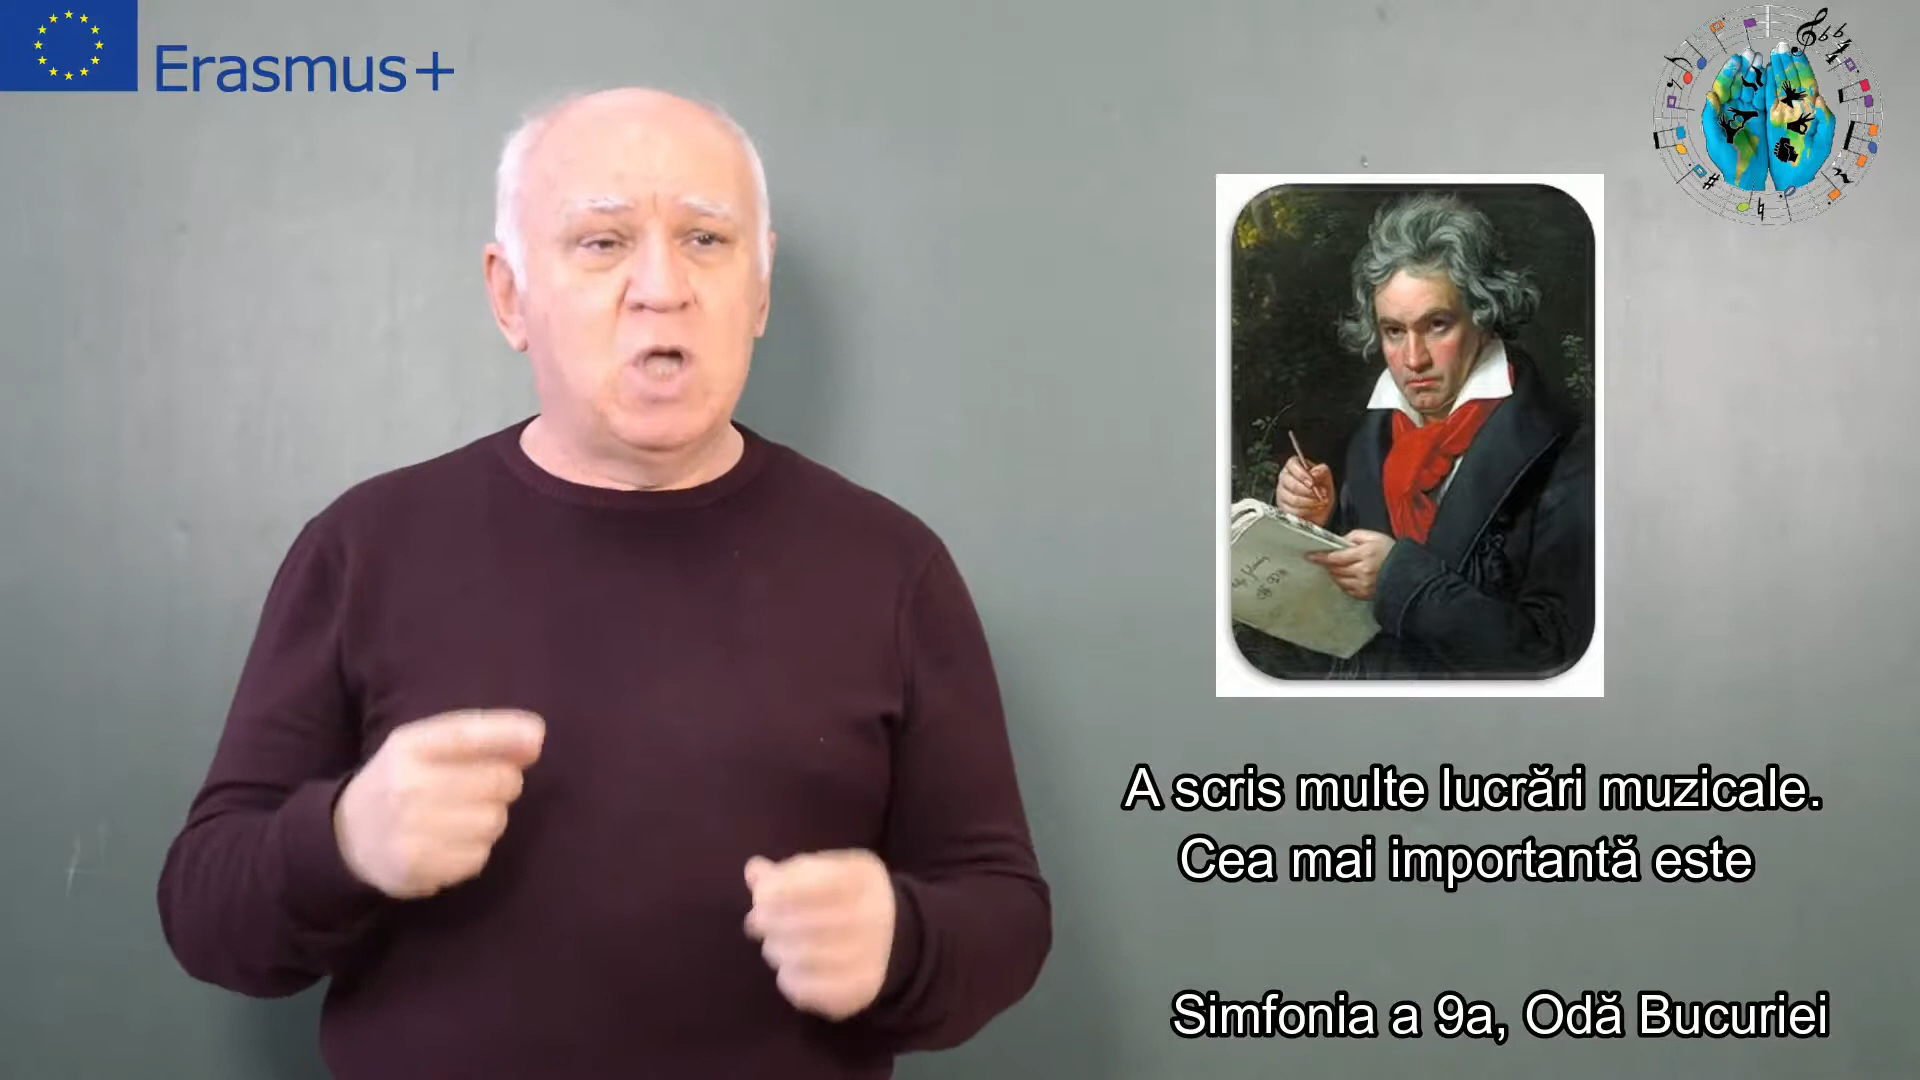 Erasmus+
A scris multe lucrări muzicale.
Cea mai importantă este
Simfonia a 9a, Odă Bucuriei